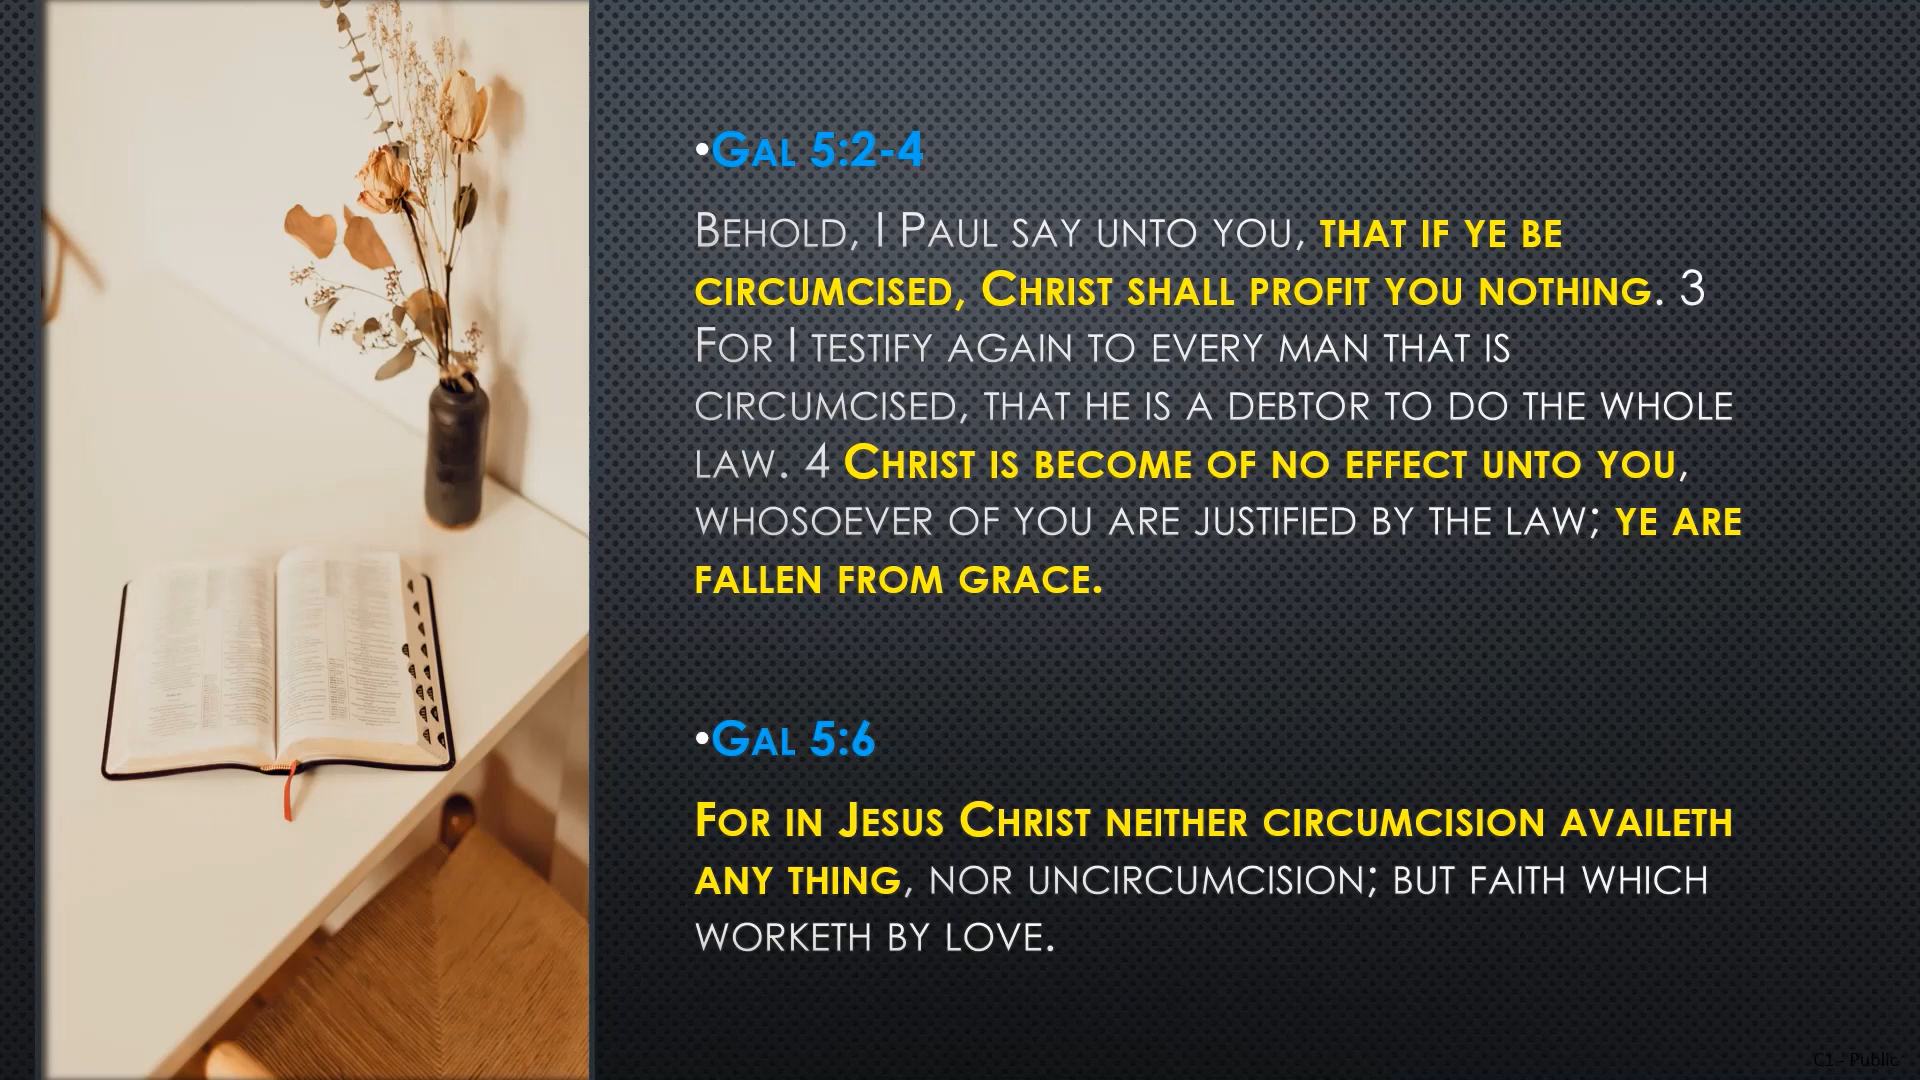 •Gal 5:2-4
Behold, I Paul say unto you, that if ye be
circumcised, Christ shall profit you nothing. 3
For I testify again to every man that is
circumcised, that he is a debtor to do the whole
law. 4 Christ is become of no effect unto you,
whosoever of you are justified by the law; ye are
fallen from grace.
•Gal 5:6
For in Jesus Christ neither circumcision availeth
any thing, nor uncircumcision; but faith which
worketh by love.
C1 - Public